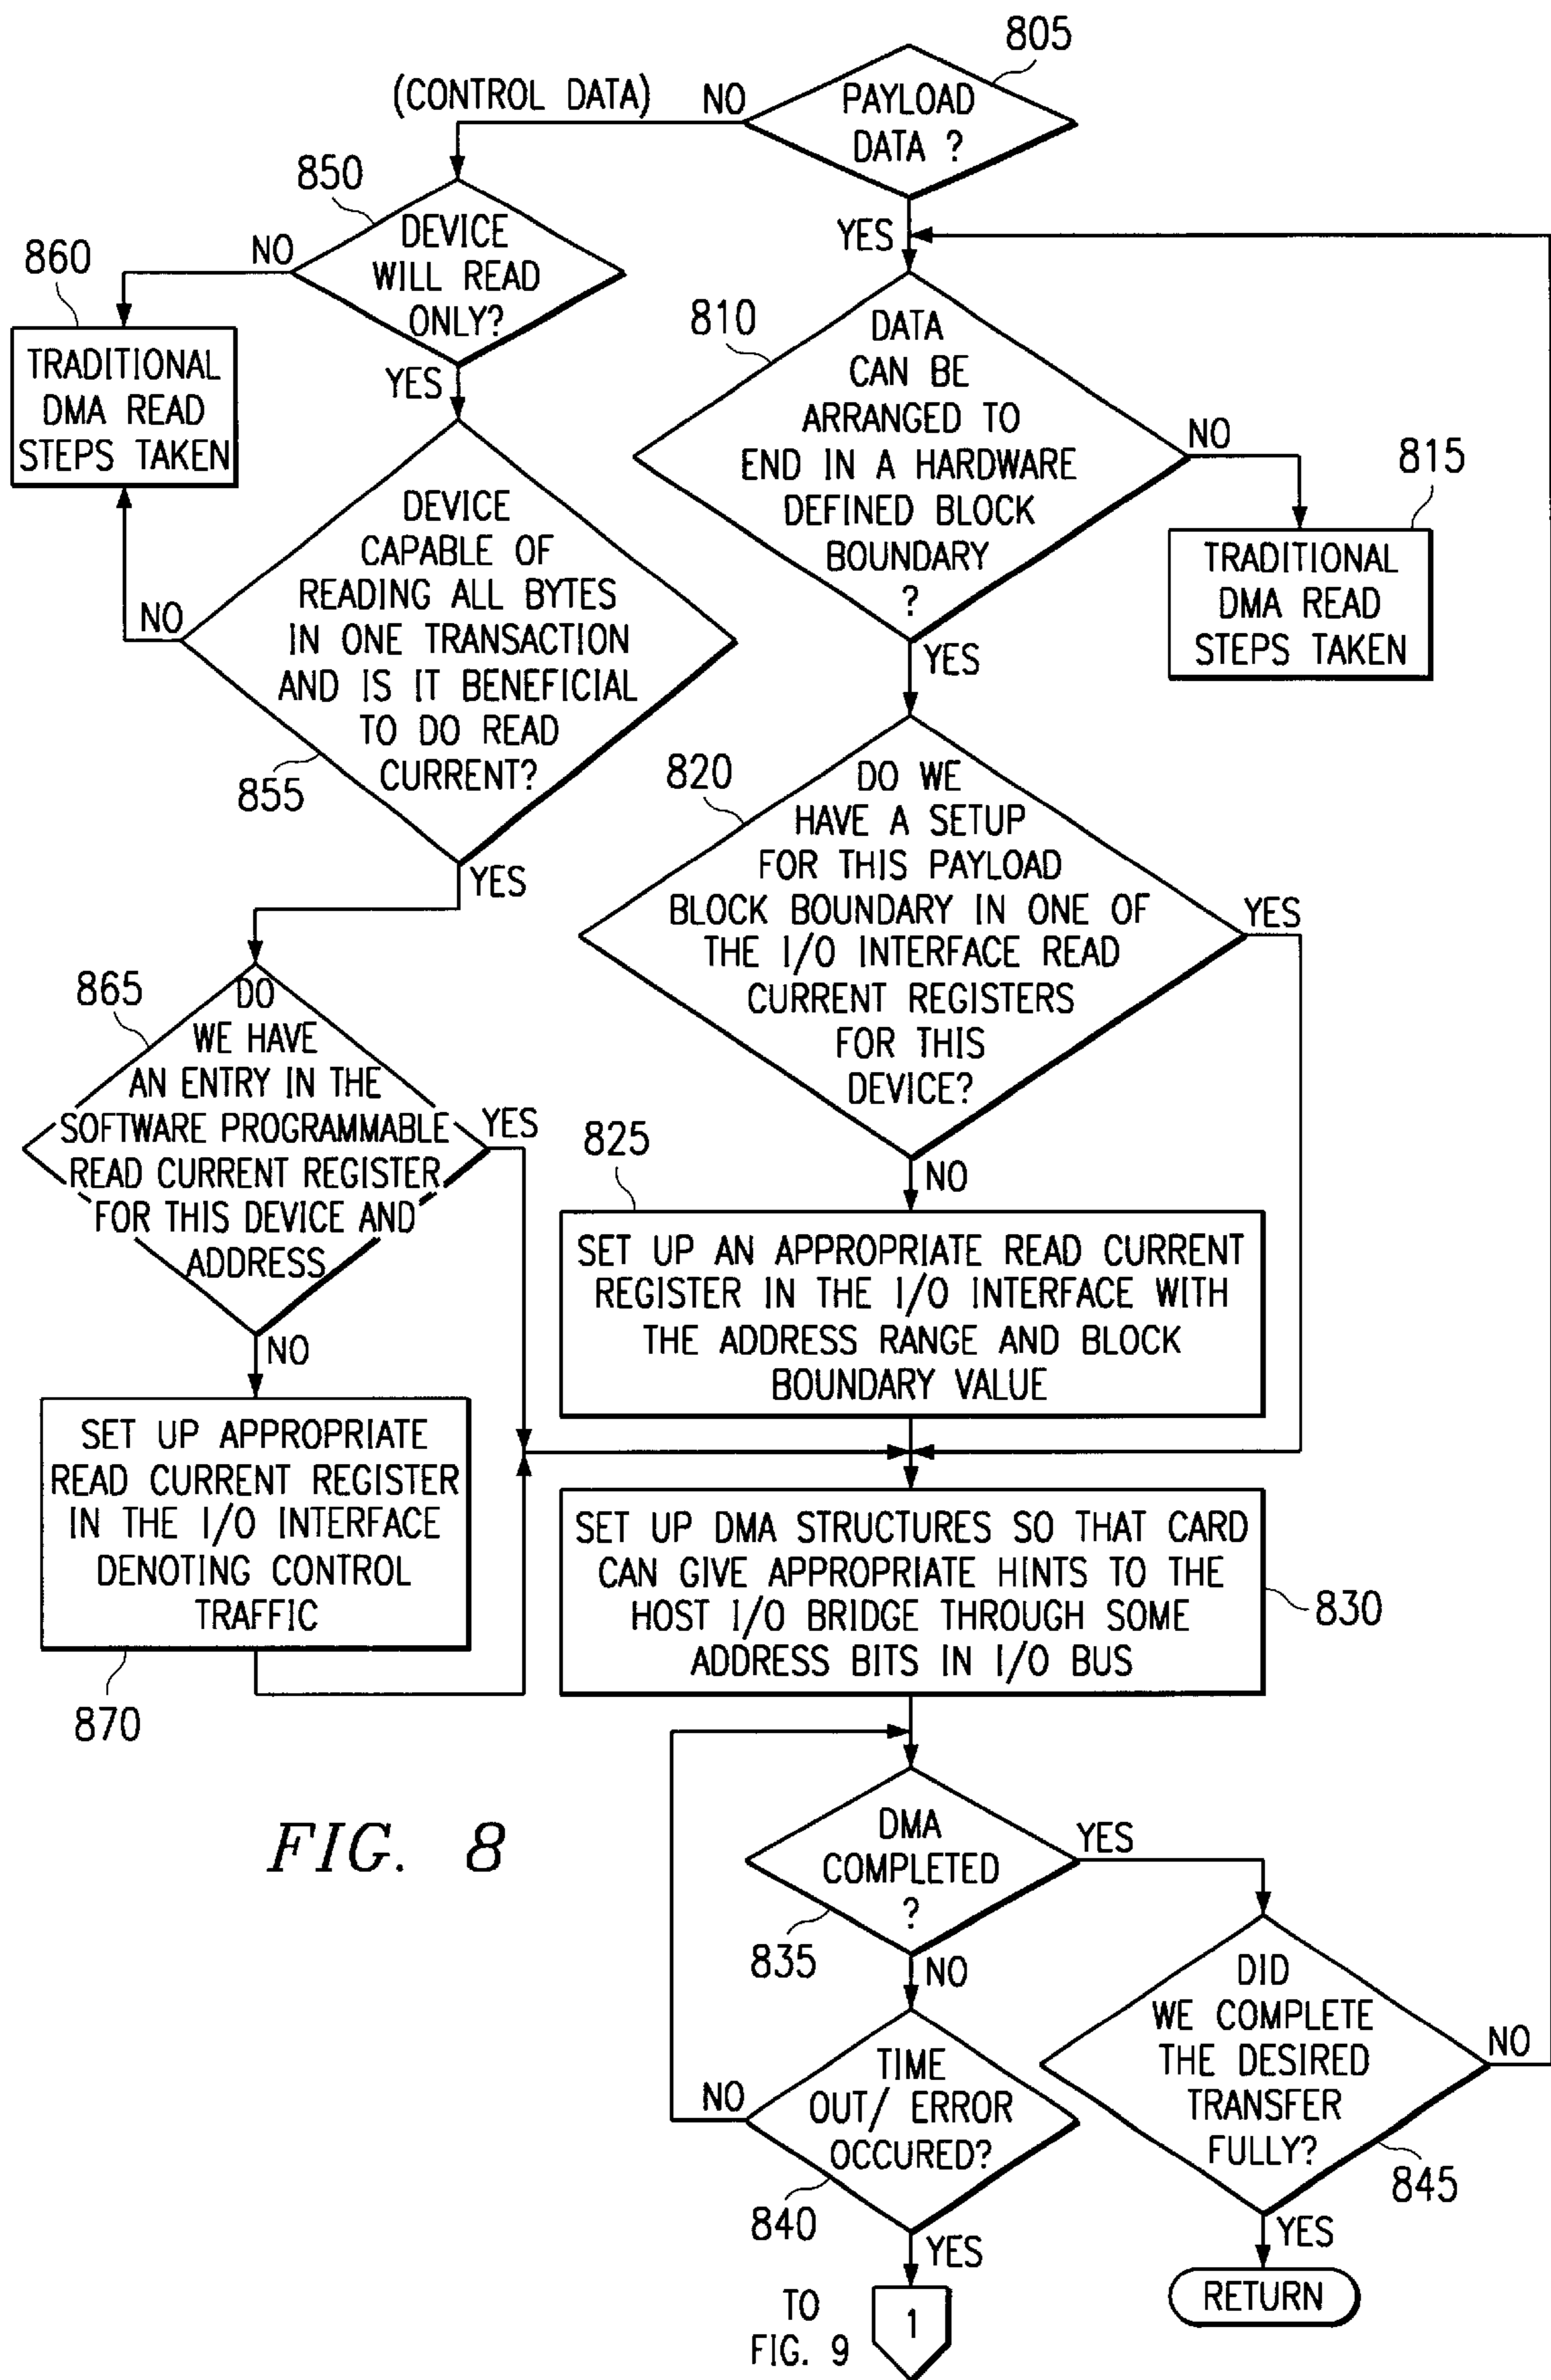 805
(CONTROL DATA)
NO
PAYLOAD
DATA ?
850
YES
DEVICE
WILL READ
ONLY?
NO
860
TRADITIONAL
DMA READ
STEPS TAKEN
YES
810
DATA
CAN BE
ARRANGED TO
END IN A HARDWARE
DEFINED BLOCK
BOUNDARY
?
NO
815
TRADITIONAL
DMA READ
STEPS TAKEN
YES
DEVICE
CAPABLE OF
READING ALL BYTES
IN ONE TRANSACTION
AND IS IT BENEFICIAL
TO DO READ
CURRENT?
NO
855
YES
820
DO WE
HAVE A SETUP
FOR THIS PAYLOAD
BLOCK BOUNDARY IN ONE OF
THE I/O INTERFACE READ
CURRENT REGISTERS
FOR THIS
DEVICE?
YES
NO
865
DO
WE HAVE
AN ENTRY IN THE
SOFTWARE PROGRAMMABLE
READ CURRENT REGISTER
FOR THIS DEVICE AND
ADDRESS
YES
NO
825
SET UP AN APPROPRIATE READ CURRENT
REGISTER IN THE I/O INTERFACE WITH
THE ADDRESS RANGE AND BLOCK
BOUNDARY VALUE
SET UP APPROPRIATE
READ CURRENT REGISTER
IN THE I/O INTERFACE
DENOTING CONTROL
TRAFFIC
870
SET UP DMA STRUCTURES SO THAT CARD
CAN GIVE APPROPRIATE HINTS TO THE
HOST I/O BRIDGE THROUGH SOME
ADDRESS BITS IN I/O BUS
830
FIG. 8
DMA
COMPLETED
?
YES
835
NO
DID
WE COMPLETE
THE DESIRED
TRANSFER
FULLY?
NO
845
YES
RETURN
TIME
OUT/ ERROR
OCCURED?
NO
840
YES
TO
FIG. 9
1